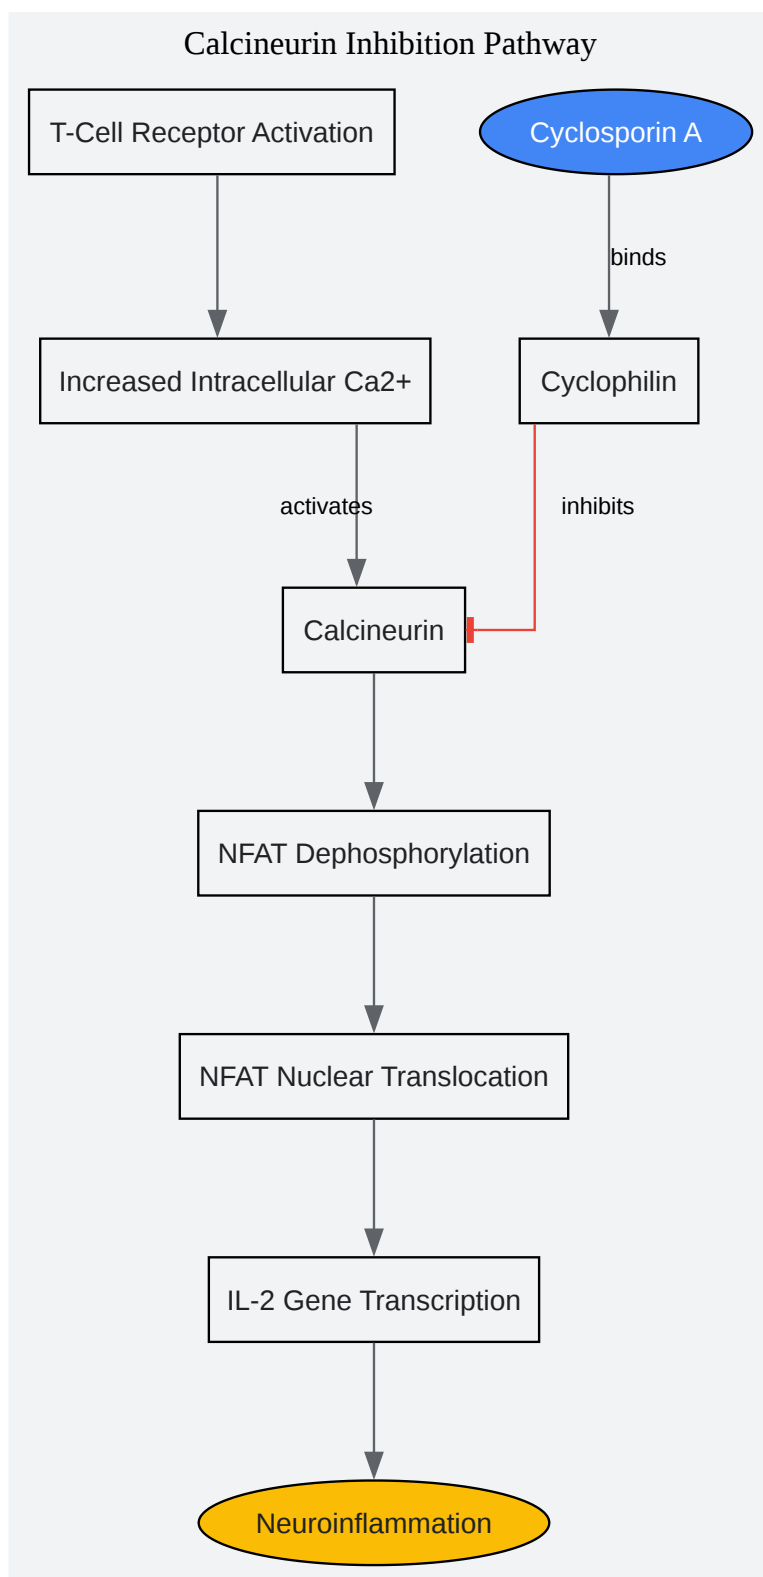 Calcineurin Inhibition Pathway
T-Cell Receptor Activation
Cyclosporin A
binds
Increased Intracellular Ca2+
Cyclophilin
activates
inhibits
Calcineurin
NFAT Dephosphorylation
NFAT Nuclear Translocation
IL-2 Gene Transcription
Neuroinflammation